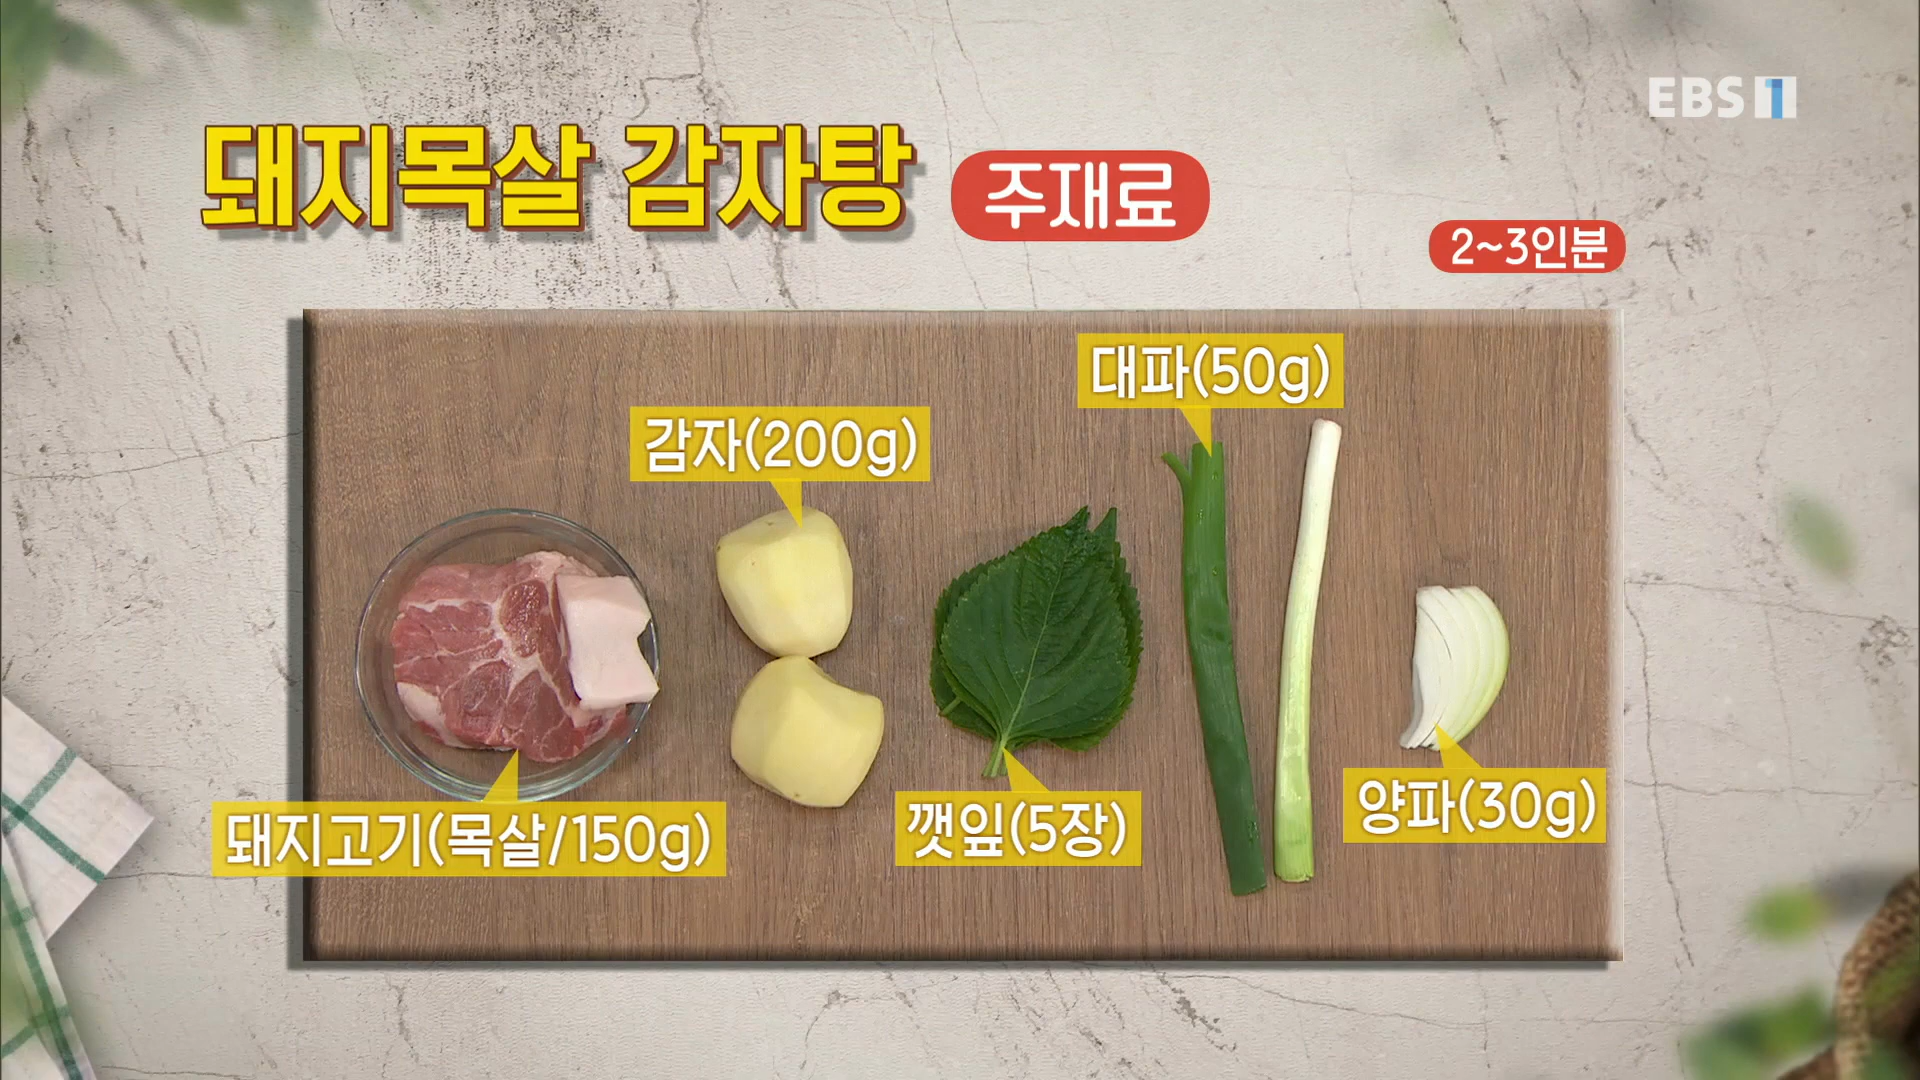 EBS 1
돼지목살 감자탕 주재료
2~3인분
대파(50g)
감자(200g)
양파(30g)
깻잎(5장)
돼지고기(목살/150g)